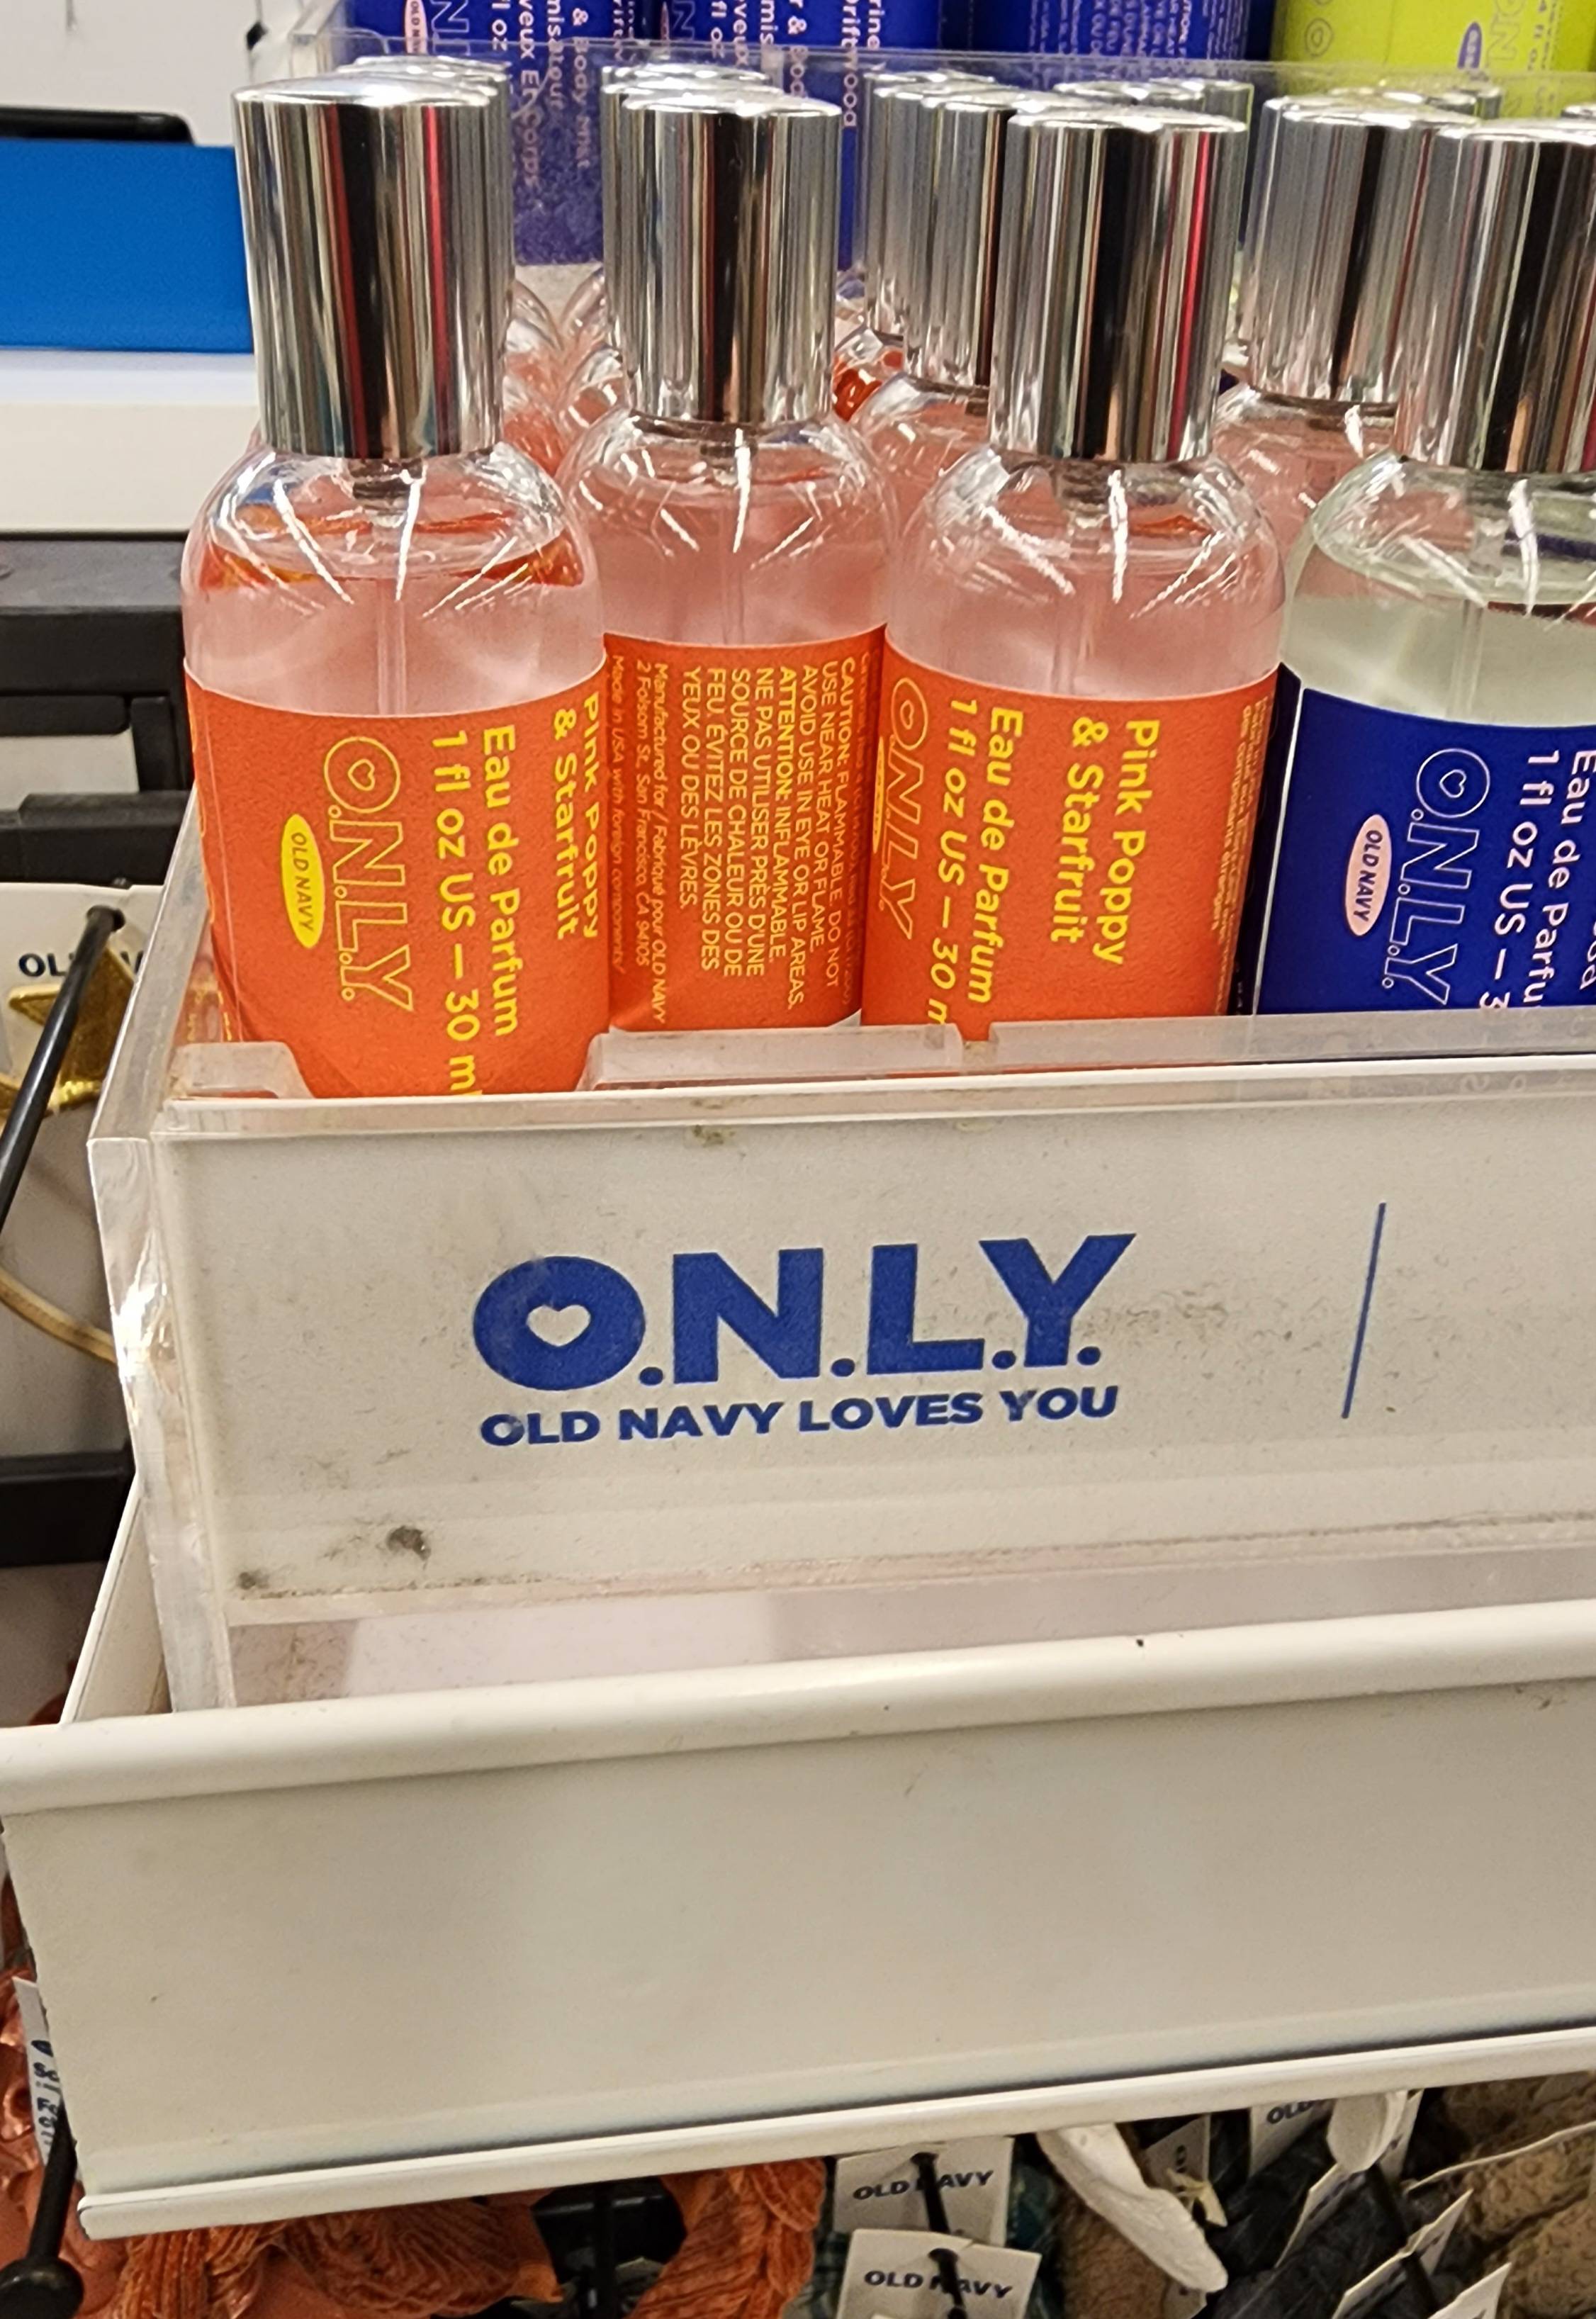 OLD NAVY
Pink Poppy
& Starfruit
Eau de Parfum
1 fl oz US — 30 ml
O.N.L.Y.
OLD NAVY
CAUTION: FLAMMABLE. DO NOT
USE NEAR HEAT OR FLAME.
AVOID USE IN EYE OR LIP AREAS.
ATTENTION: INFLAMMABLE.
NE PAS UTILISER PRÈS D'UNE
SOURCE DE CHALEUR OU DE
FEU. ÉVITEZ LES ZONES DES
YEUX OU DES LÈVRES.
Manufactured for / Fabriqué pour OLD NAVY
2 Folsom St., San Francisco, CA 94105
Made in USA with foreign components/
Pink Poppy
& Starfruit
Eau de Parfum
1 fl oz US — 30 m
O.N.L.Y.
Eau de Parfu
1 fl oz US — 3
O.N.L.Y.
OLD NAVY
O.N.L.Y.
OLD NAVY LOVES YOU
OLD NAVY
OLD NAVY